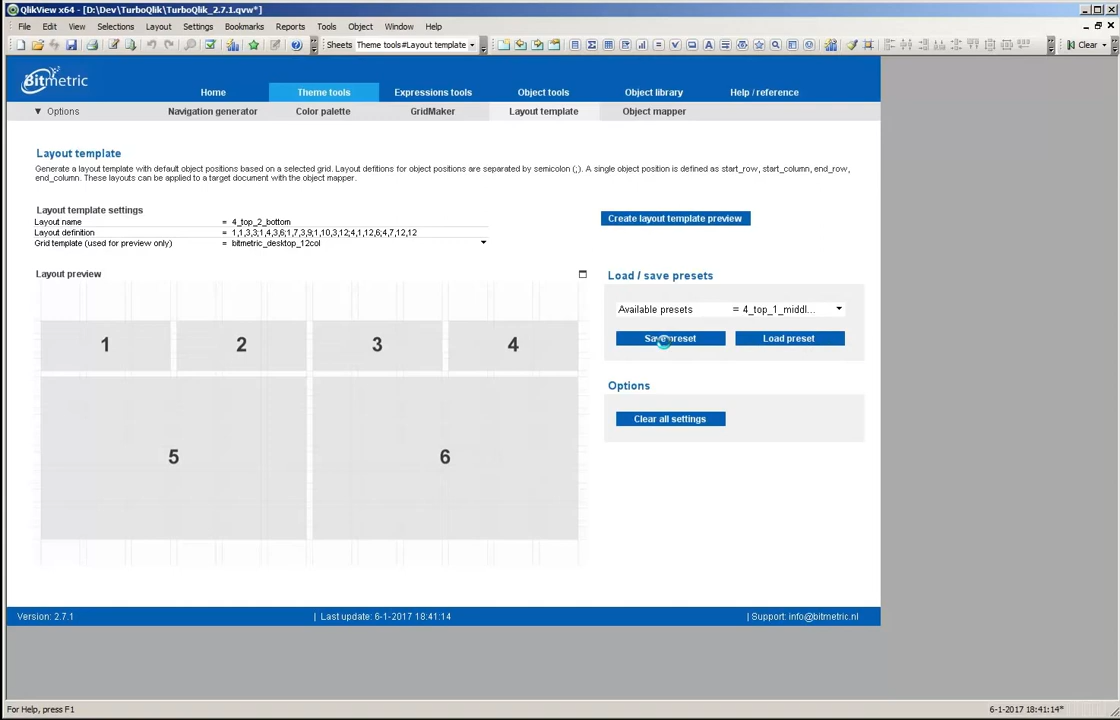 QlikView x64 - [D:\Dev\TurboQlik\TurboQlik_2.7.1.qvw*]
File Edit View Selections Layout Settings Bookmarks Reports Tools Object Window Help
Sheets Theme tools#Layout template Clear
Bitmetric
Home Theme tools Expressions tools Object tools Object library Help / reference
▼ Options Navigation generator Color palette GridMaker Layout template Object mapper
Layout template
Generate a layout template with default object positions based on a selected grid. Layout defitions for object positions are separated by semicolon (;). A single object position is defined as start_row, start_column, end_row,
end_column. These layouts can be applied to a target document with the object mapper.
Layout template settings
Layout name = 4_top_2_bottom
Layout definition = 1,1,3,3;1,4,3,6;1,7,3,9;1,10,3,12;4,1,12,6;4,7,12,12
Grid template (used for preview only) = bitmetric_desktop_12col
Create layout template preview
Layout preview
1 2 3 4
5 6
Load / save presets
Available presets = 4_top_1_middl...
Save preset Load preset
Options
Clear all settings
Version: 2.7.1 | Last update: 6-1-2017 18:41:14 | Support: info@bitmetric.nl
For Help, press F1 6-1-2017 18:41:14*